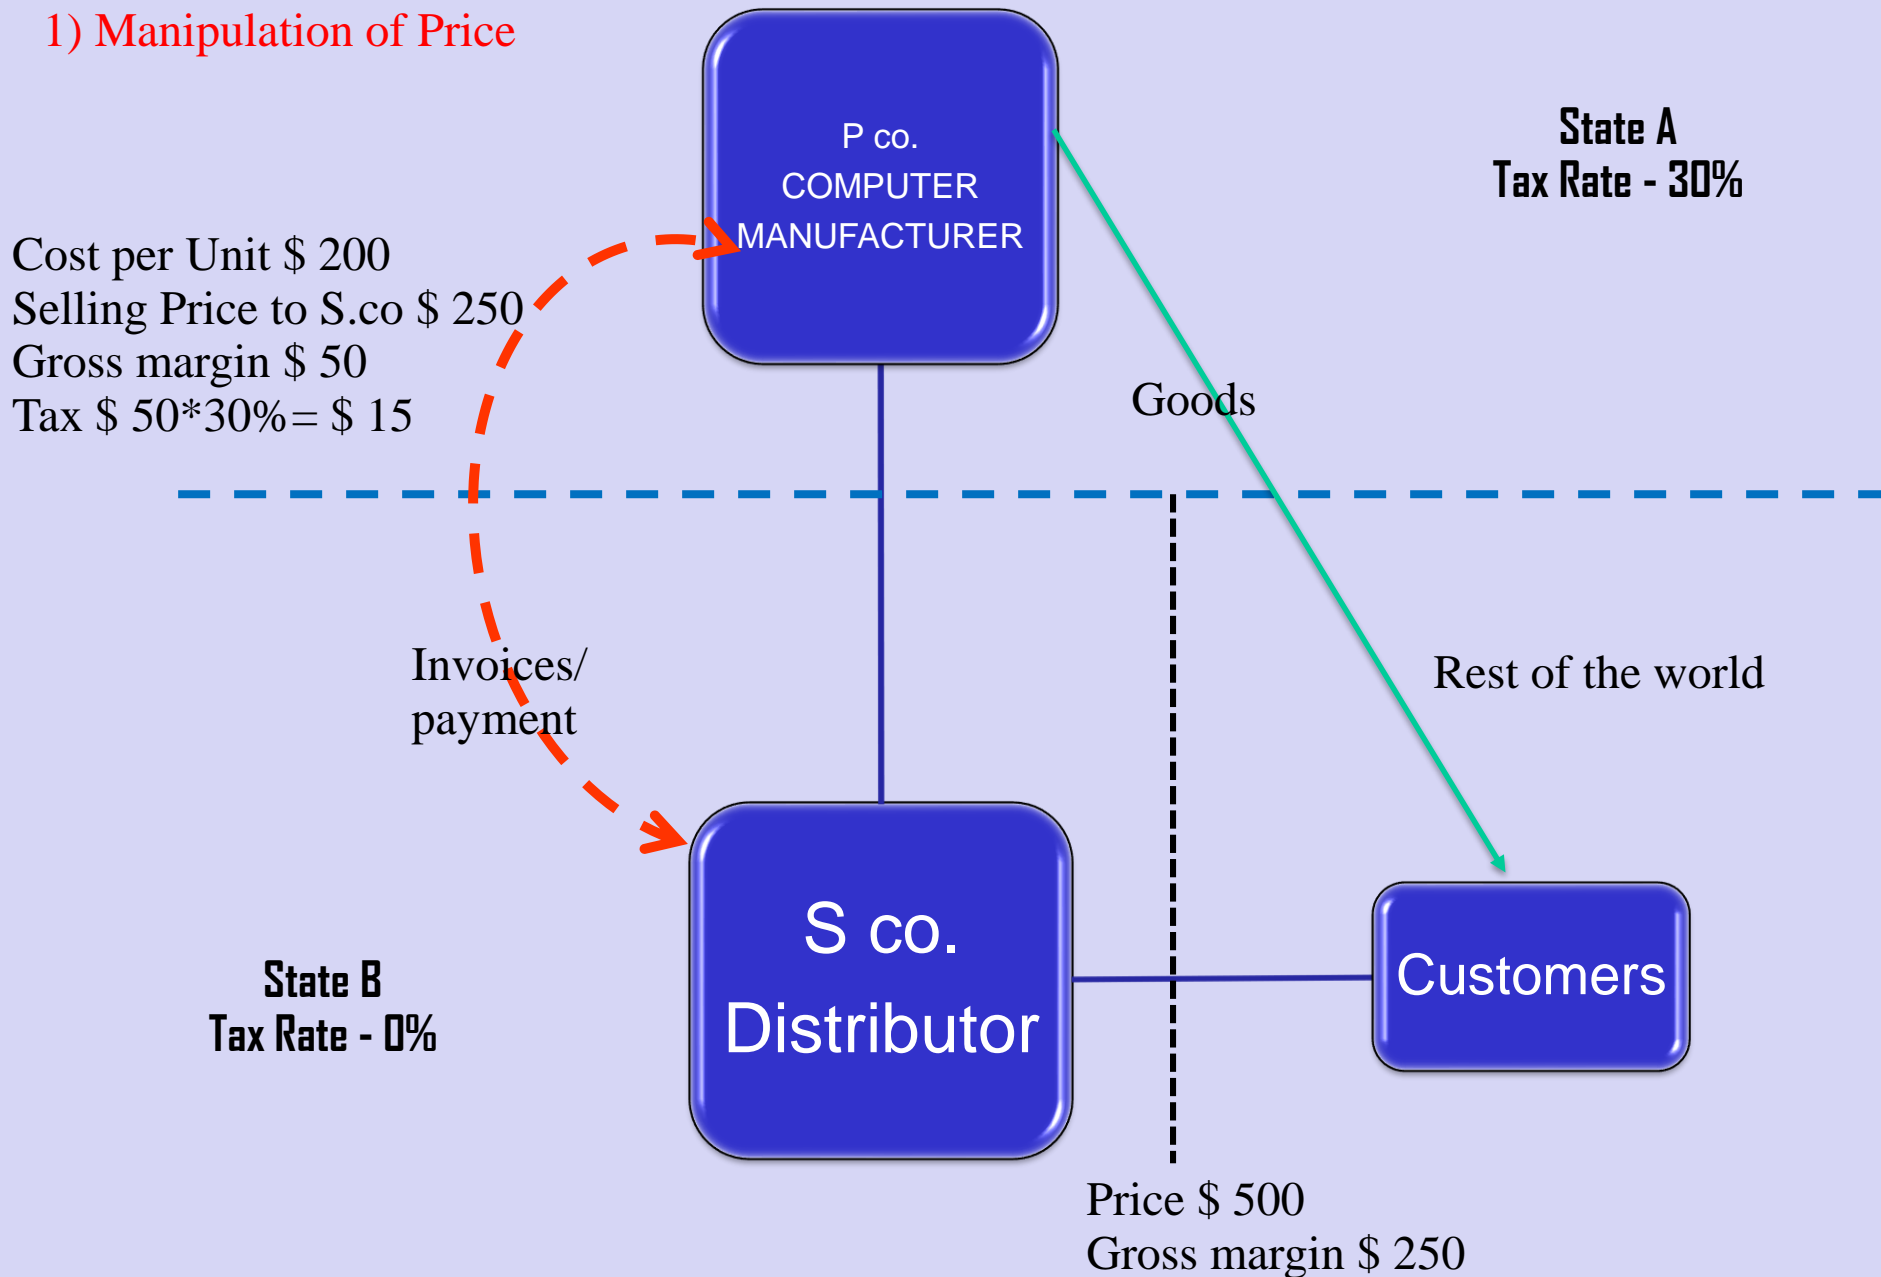 1) Manipulation of Price
P co.
COMPUTER
MANUFACTURER
State A
Tax Rate - 30%
Cost per Unit $ 200
Selling Price to S.co $ 250
Gross margin $ 50
Tax $ 50*30%= $ 15
Goods
Invoices/
payment
Rest of the world
State B
Tax Rate - 0%
S co.
Distributor
Customers
Price $ 500
Gross margin $ 250